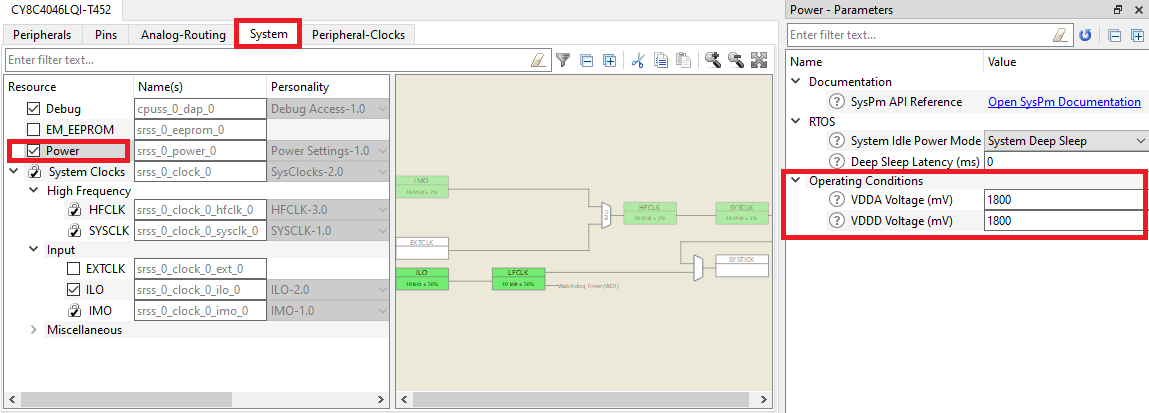 CY8C4046LQI-T452
Peripherals Pins Analog-Routing System Peripheral-Clocks
Enter filter text...
Resource Name(s) Personality
Debug cpuss_0_dap_0 Debug Access-1.0
EM_EEPROM srss_0_eeprom_0
Power srss_0_power_0 Power Settings-1.0
System Clocks srss_0_clock_0 SysClocks-2.0
High Frequency
HFCLK srss_0_clock_0_hfclk_0 HFCLK-3.0
SYSCLK srss_0_clock_0_sysclk_0 SYSCLK-1.0
Input
EXTCLK srss_0_clock_0_ext_0
ILO srss_0_clock_0_ilo_0 ILO-2.0
IMO srss_0_clock_0_imo_0 IMO-1.0
Miscellaneous
IMO
48 MHz ± 2%
HFCLK
48 MHz ± 2%
SYSCLK
48 MHz ± 2%
EXTCLK
SYSTICK
ILO
40 kHz ± 50%
LFCLK
40 kHz ± 50%
Watchdog Timer (WDT)
Power - Parameters
Enter filter text...
Name Value
Documentation
SysPm API Reference Open SysPm Documentation
RTOS
System Idle Power Mode System Deep Sleep
Deep Sleep Latency (ms) 0
Operating Conditions
VDDA Voltage (mV) 1800
VDDD Voltage (mV) 1800